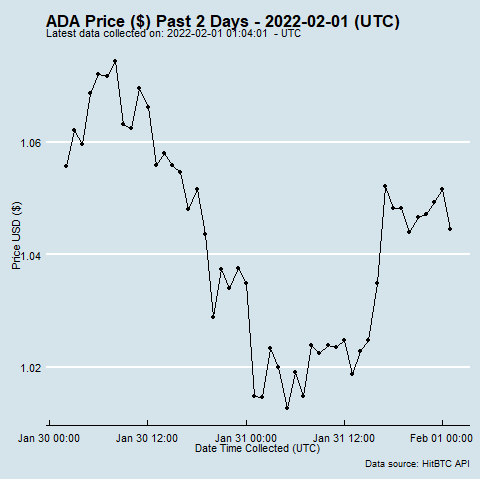 ADA Price ($) Past 2 Days - 2022-02-01 (UTC)
Latest data collected on: 2022-02-01 01:04:01  - UTC
1.06
1.04
1.02
Price USD ($)
Jan 30 00:00
Jan 30 12:00
Jan 31 00:00
Jan 31 12:00
Feb 01 00:00
Date Time Collected (UTC)
Data source: HitBTC API